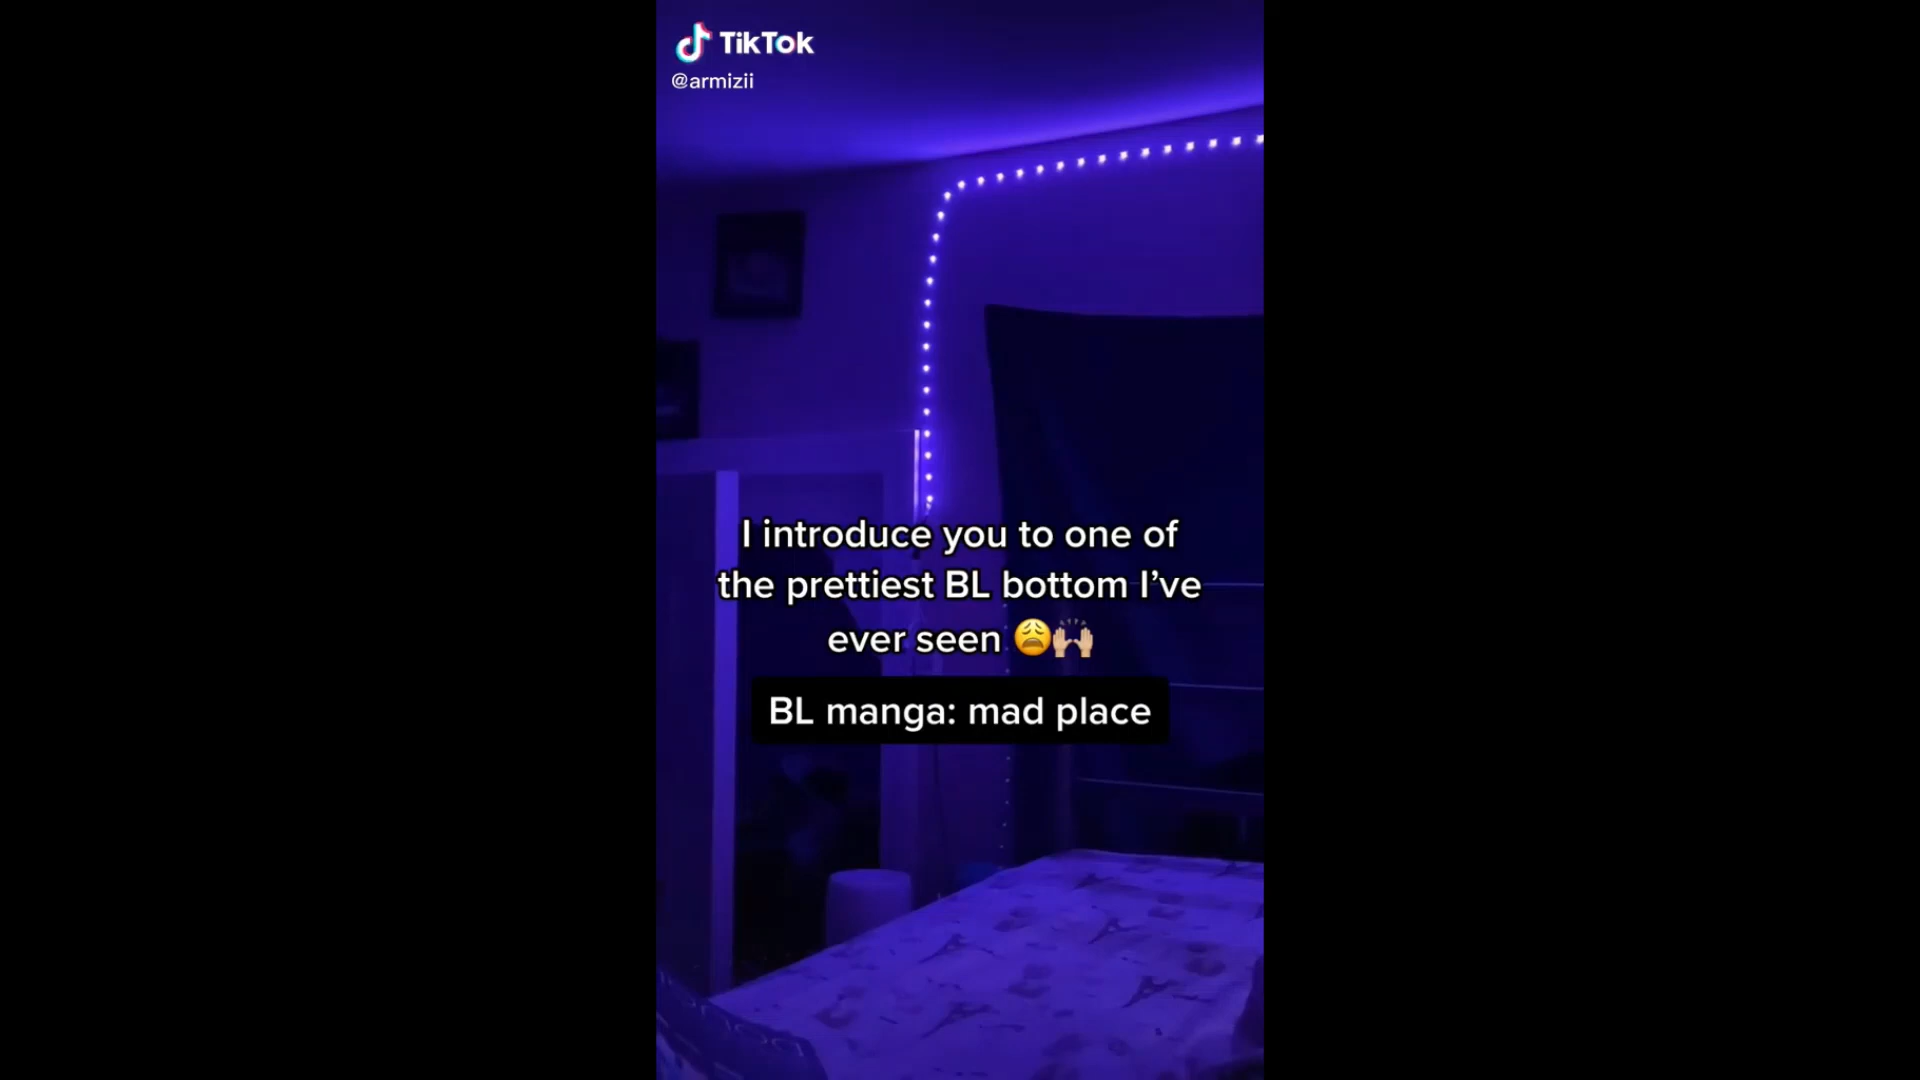 TikTok
@armizii
I introduce you to one of
the prettiest BL bottom I’ve
ever seen 😩🙌🏼
BL manga: mad place